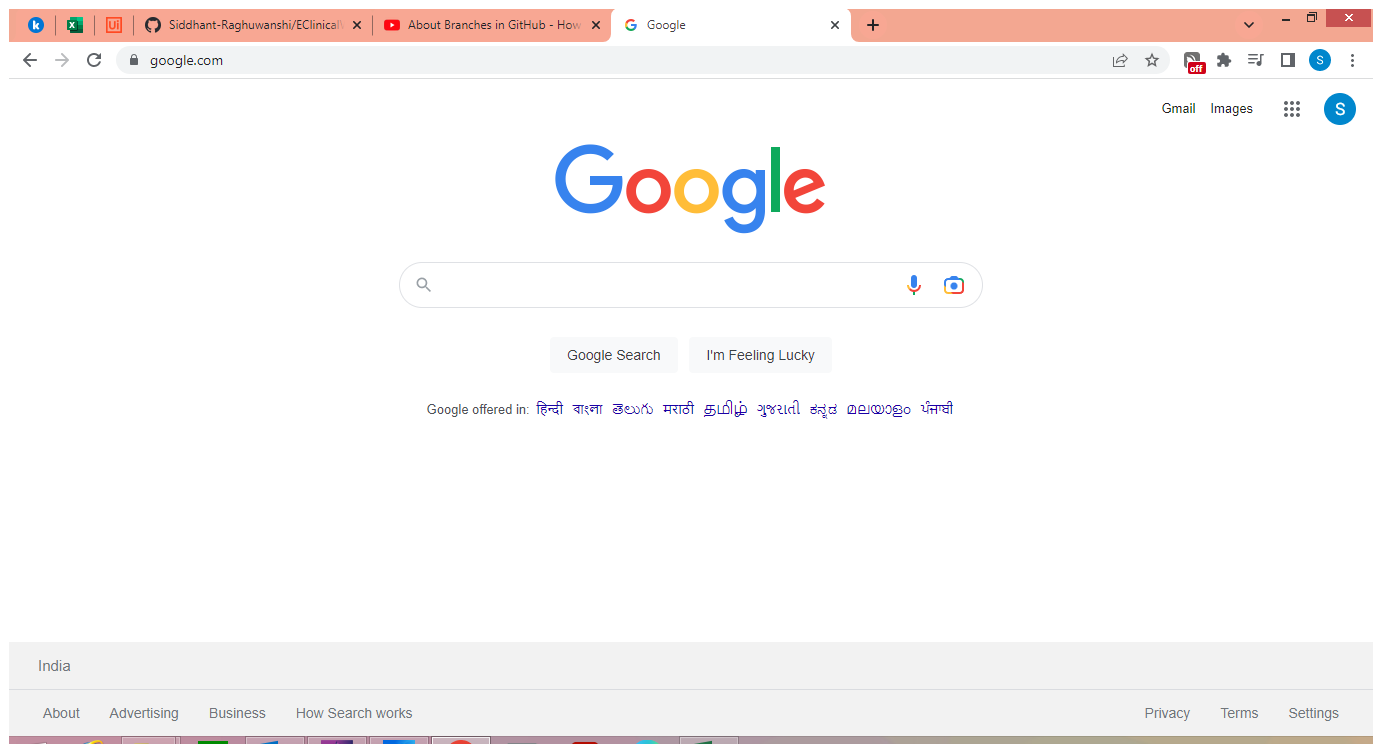 k Ui Siddhant-Raghuwanshi/EClinical About Branches in GitHub - How Google
google.com off S
Gmail Images S
Google
Google Search I'm Feeling Lucky
Google offered in: हिन्दी বাংলা తెలుగు मराठी தமிழ் ગુજરાતી ಕನ್ನಡ മലയാളം ਪੰਜਾਬੀ
India
About Advertising Business How Search works Privacy Terms Settings